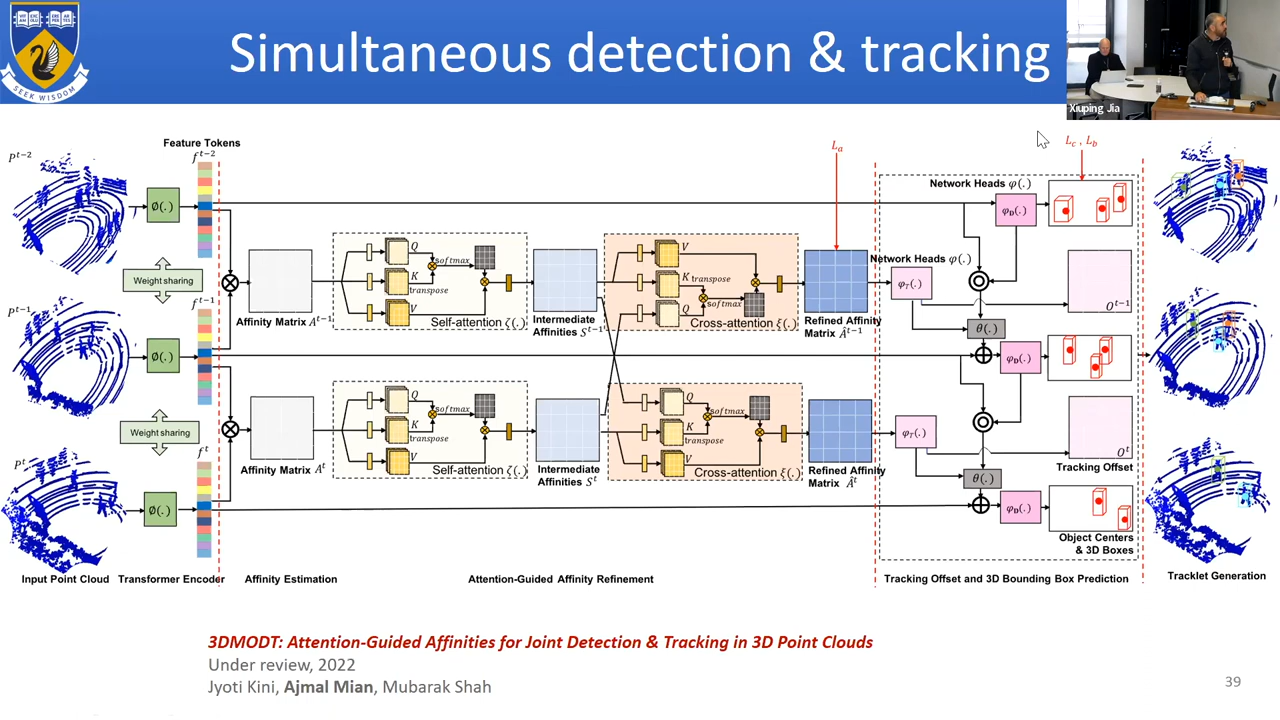 Simultaneous detection & tracking
SEEK WISDOM
Xiuping Jia
Feature Tokens
P^{t-2}
f^{t-2}
∅(.)
Weight sharing
P^{t-1}
f^{t-1}
∅(.)
Weight sharing
P^t
f^t
∅(.)
Affinity Matrix A^{t-1}
Q
K
transpose
V
softmax
Self-attention ζ(.)
Intermediate
Affinities S^{t-1}
V
K transpose
Q
softmax
Cross-attention ξ(.)
L_a
Refined Affinity
Matrix Â^{t-1}
Affinity Matrix A^t
Q
K
transpose
V
softmax
Self-attention ζ(.)
Intermediate
Affinities S^t
Q
K
transpose
V
softmax
Cross-attention ξ(.)
Refined Affinity
Matrix Â^t
L_c , L_b
Network Heads φ(.)
φ_D(.)
Network Heads φ(.)
φ_T(.)
O^{t-1}
θ(.)
φ_D(.)
φ_T(.)
O^t
Tracking Offset
θ(.)
φ_D(.)
Object Centers
& 3D Boxes
Input Point Cloud
Transformer Encoder
Affinity Estimation
Attention-Guided Affinity Refinement
Tracking Offset and 3D Bounding Box Prediction
Tracklet Generation
3DMODT: Attention-Guided Affinities for Joint Detection & Tracking in 3D Point Clouds
Under review, 2022
Jyoti Kini, Ajmal Mian, Mubarak Shah
39